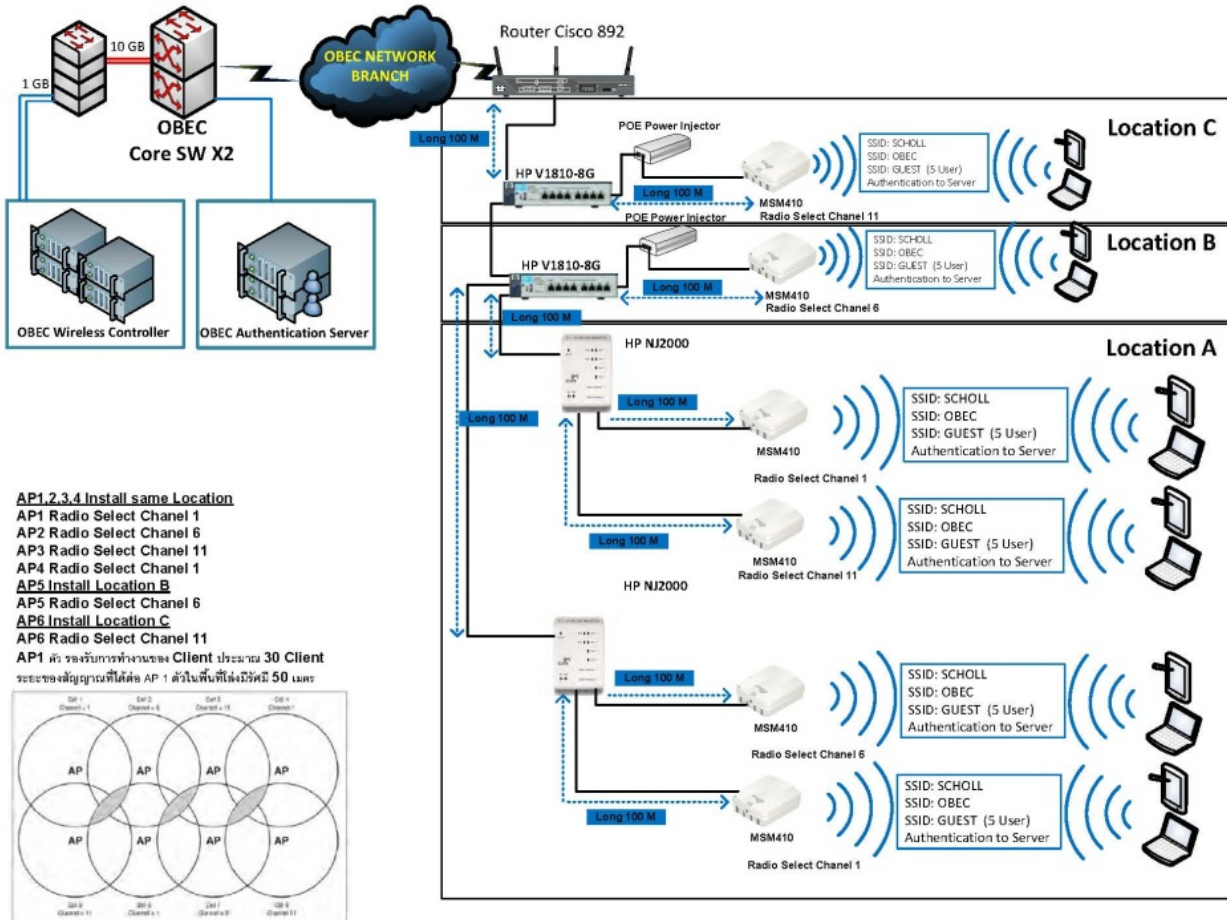 Router Cisco 892
10 GB
1 GB
OBEC NETWORK
BRANCH
OBEC
Core SW X2
OBEC Wireless Controller
OBEC Authentication Server
Long 100 M
Location C
POE Power Injector
HP V1810-8G
Long 100 M
MSM410
Radio Select Chanel 11
SSID: SCHOLL
SSID: OBEC
SSID: GUEST (5 User)
Authentication to Server
Location B
POE Power Injector
HP V1810-8G
Long 100 M
MSM410
Radio Select Chanel 6
SSID: SCHOLL
SSID: OBEC
SSID: GUEST (5 User)
Authentication to Server
Long 100 M
Long 100 M
Location A
HP NJ2000
Long 100 M
MSM410
Radio Select Chanel 1
SSID: SCHOLL
SSID: OBEC
SSID: GUEST (5 User)
Authentication to Server
Long 100 M
MSM410
Radio Select Chanel 11
SSID: SCHOLL
SSID: OBEC
SSID: GUEST (5 User)
Authentication to Server
HP NJ2000
Long 100 M
MSM410
Radio Select Chanel 6
SSID: SCHOLL
SSID: OBEC
SSID: GUEST (5 User)
Authentication to Server
Long 100 M
MSM410
Radio Select Chanel 1
SSID: SCHOLL
SSID: OBEC
SSID: GUEST (5 User)
Authentication to Server
AP1,2,3,4 Install same Location
AP1 Radio Select Chanel 1
AP2 Radio Select Chanel 6
AP3 Radio Select Chanel 11
AP4 Radio Select Chanel 1
AP5 Install Location B
AP5 Radio Select Chanel 6
AP6 Install Location C
AP6 Radio Select Chanel 11
AP1 ตัว รองรับการทำงานของ Client ประมาณ 30 Client
ระยะของสัญญาณที่ได้ต่อ AP 1 ตัวในพื้นที่โล่งมีรัศมี 50 เมตร
AP AP AP AP
AP AP AP AP